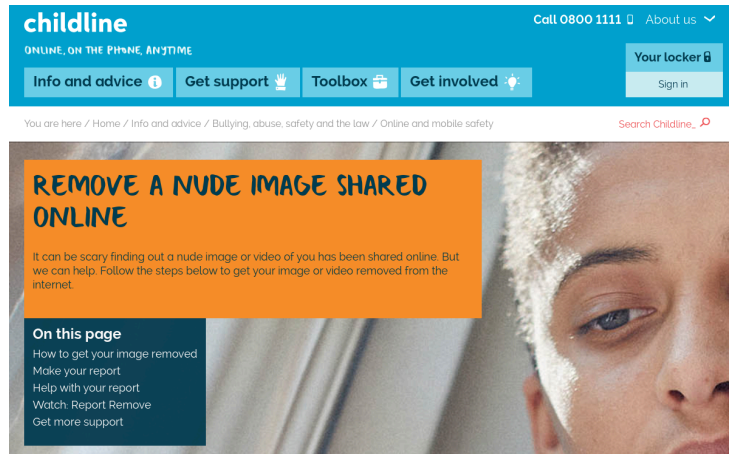 childline
ONLINE, ON THE PHONE, ANYTIME
Call 0800 1111
About us
Your locker
Sign in
Info and advice
Get support
Toolbox
Get involved
You are here / Home / Info and advice / Bullying, abuse, safety and the law / Online and mobile safety
Search Childline_
REMOVE A NUDE IMAGE SHARED
ONLINE
It can be scary finding out a nude image or video of you has been shared online. But
we can help. Follow the steps below to get your image or video removed from the
internet.
On this page
How to get your image removed
Make your report
Help with your report
Watch: Report Remove
Get more support